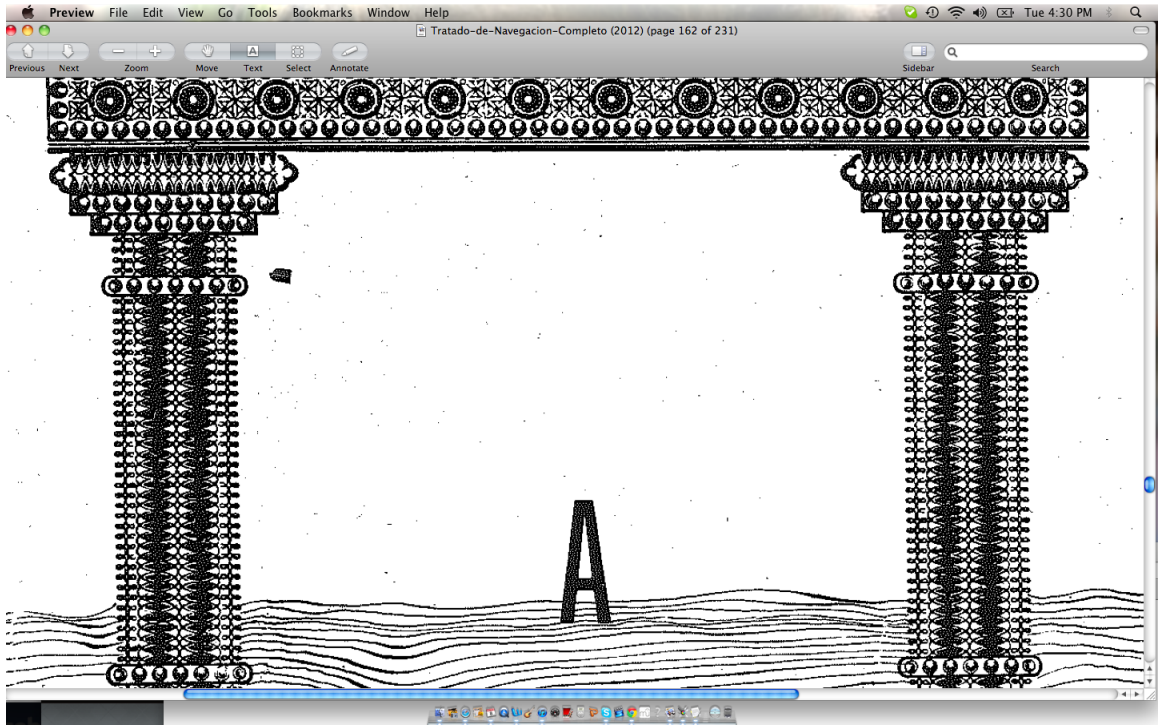 Preview File Edit View Go Tools Bookmarks Window Help Tue 4:30 PM
Tratado-de-Navegacion-Completo (2012) (page 162 of 231)
Previous Next Zoom Move Text Select Annotate Sidebar Search
A